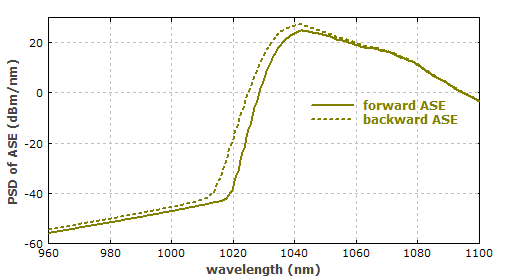 PSD of ASE (dBm/nm)
20
0
-20
-40
-60
forward ASE
backward ASE
960 980 1000 1020 1040 1060 1080 1100
wavelength (nm)